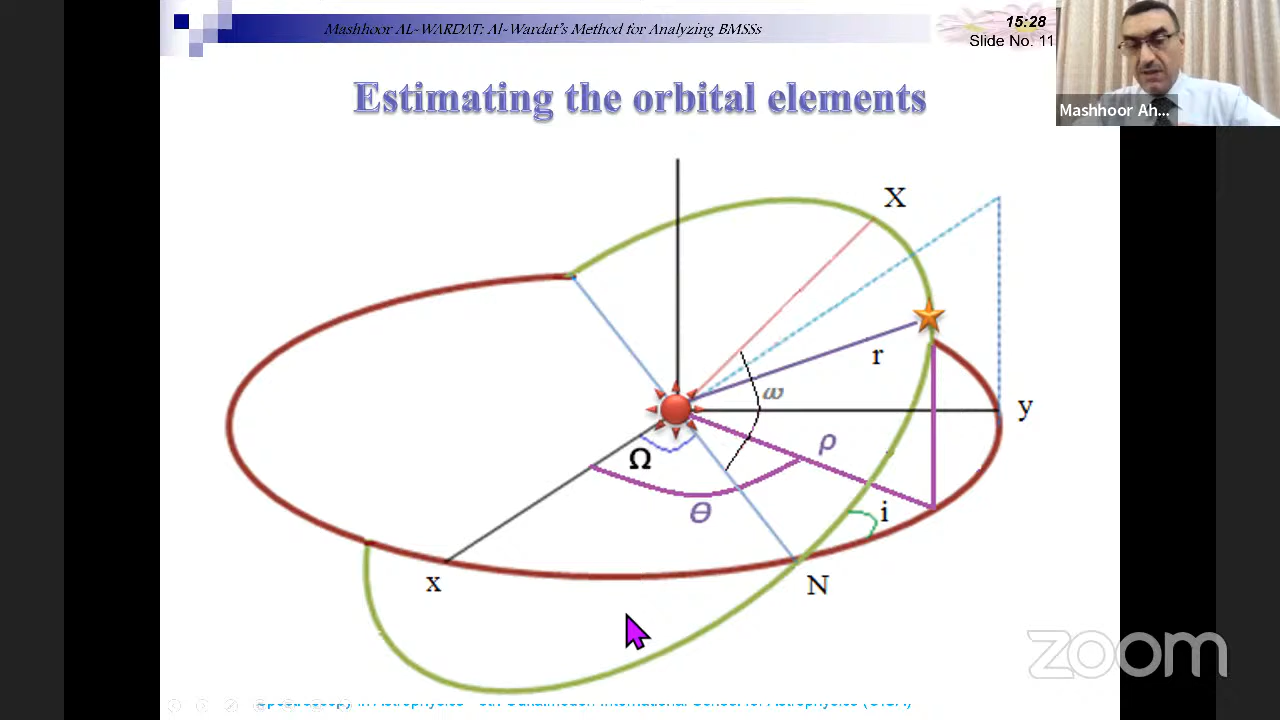 Mashhoor AL-WARDAT: Al-Wardat's Method for Analyzing BMSSs
15:28
Slide No. 11
Mashhoor Ah...
Estimating the orbital elements
X
r
ω
y
ρ
Ω
i
θ
x
N
zoom